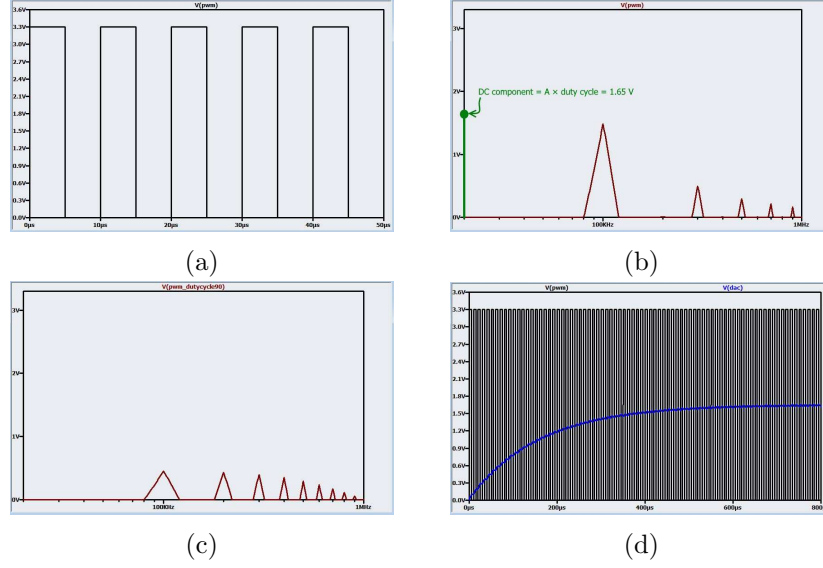 V(pwm)
3.6V
3.3V
3.0V
2.7V
2.4V
2.1V
1.8V
1.5V
1.2V
0.9V
0.6V
0.3V
0.0V
0µs 10µs 20µs 30µs 40µs 50µs
(a)
V(pwm)
DC component = A × duty cycle = 1.65 V
2V
1V
0V
100KHz 1MHz
(b)
V(pwm_dutycycle90)
3V
2V
1V
0V
100KHz 1MHz
(c)
V(pwm) V(dac)
3.6V
3.3V
3.0V
2.7V
2.4V
2.1V
1.8V
1.5V
1.2V
0.9V
0.6V
0.3V
0.0V
0µs 200µs 400µs 600µs 800
(d)